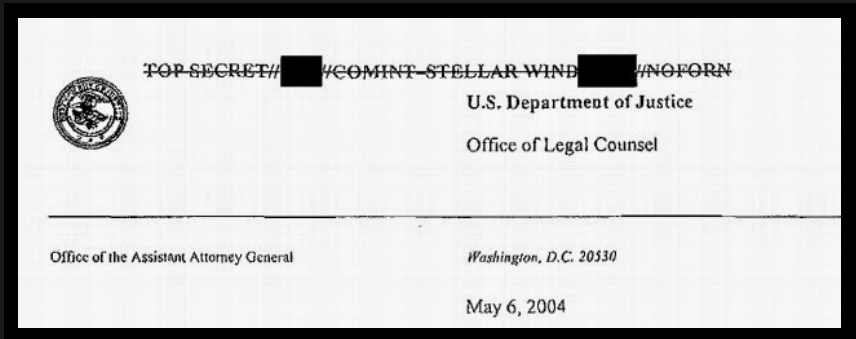 TOP SECRET// //COMINT-STELLAR WIND //NOFORN
U.S. Department of Justice
Office of Legal Counsel
Office of the Assistant Attorney General
Washington, D.C. 20530
May 6, 2004